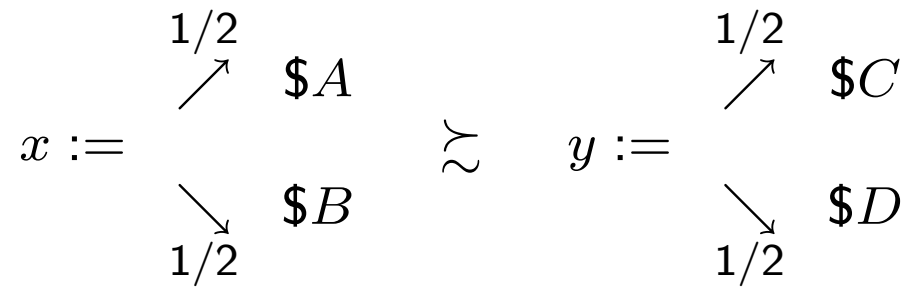 1/2 1/2
↗ $A ↗ $C
x := ≿ y :=
↘ $B ↘ $D
1/2 1/2